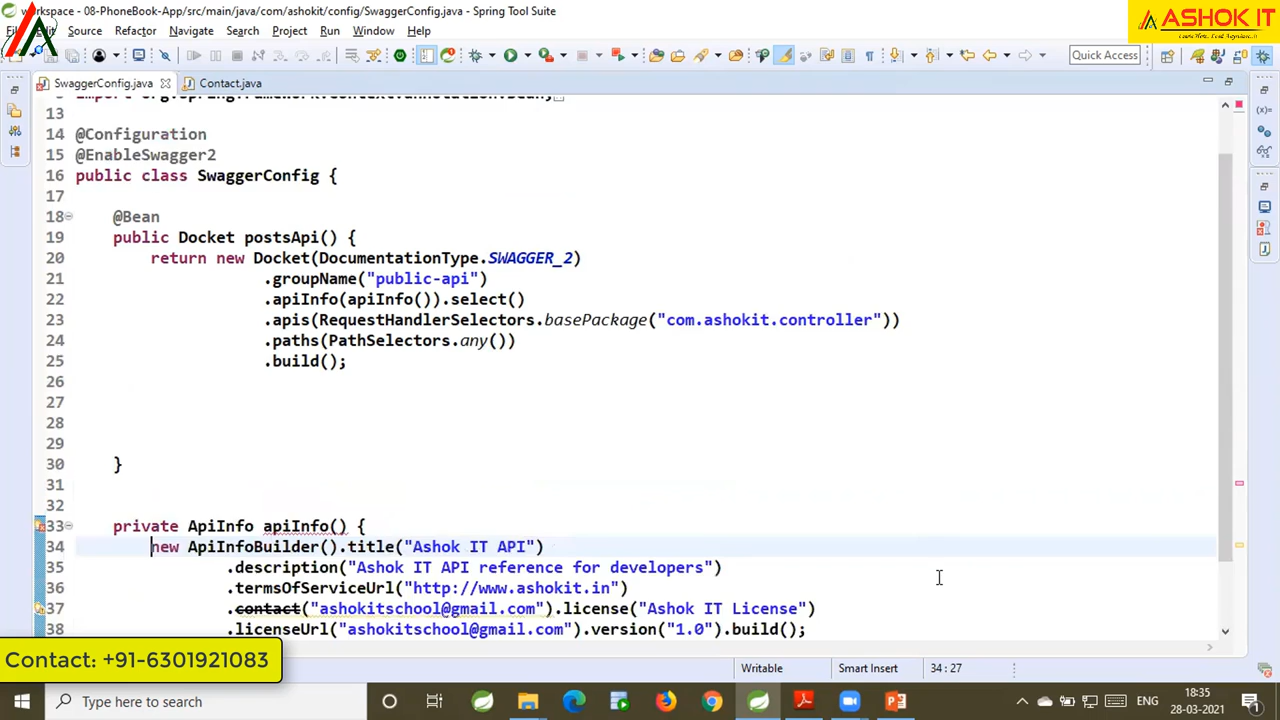 workspace - 08-PhoneBook-App/src/main/java/com/ashokit/config/SwaggerConfig.java - Spring Tool Suite
Edit Source Refactor Navigate Search Project Run Window Help
ASHOK IT
Quick Access
SwaggerConfig.java
Contact.java
13
14 @Configuration
15 @EnableSwagger2
16 public class SwaggerConfig {
17
18 @Bean
19 public Docket postsApi() {
20 return new Docket(DocumentationType.SWAGGER_2)
21 .groupName("public-api")
22 .apiInfo(apiInfo()).select()
23 .apis(RequestHandlerSelectors.basePackage("com.ashokit.controller"))
24 .paths(PathSelectors.any())
25 .build();
26
27
28
29
30 }
31
32
33 private ApiInfo apiInfo() {
34 new ApiInfoBuilder().title("Ashok IT API")
35 .description("Ashok IT API reference for developers")
36 .termsOfServiceUrl("http://www.ashokit.in")
37 .contact("ashokitschool@gmail.com").license("Ashok IT License")
38 .licenseUrl("ashokitschool@gmail.com").version("1.0").build();
Contact: +91-6301921083
Writable Smart Insert 34 : 27
Type here to search
ENG
18:35
28-03-2021